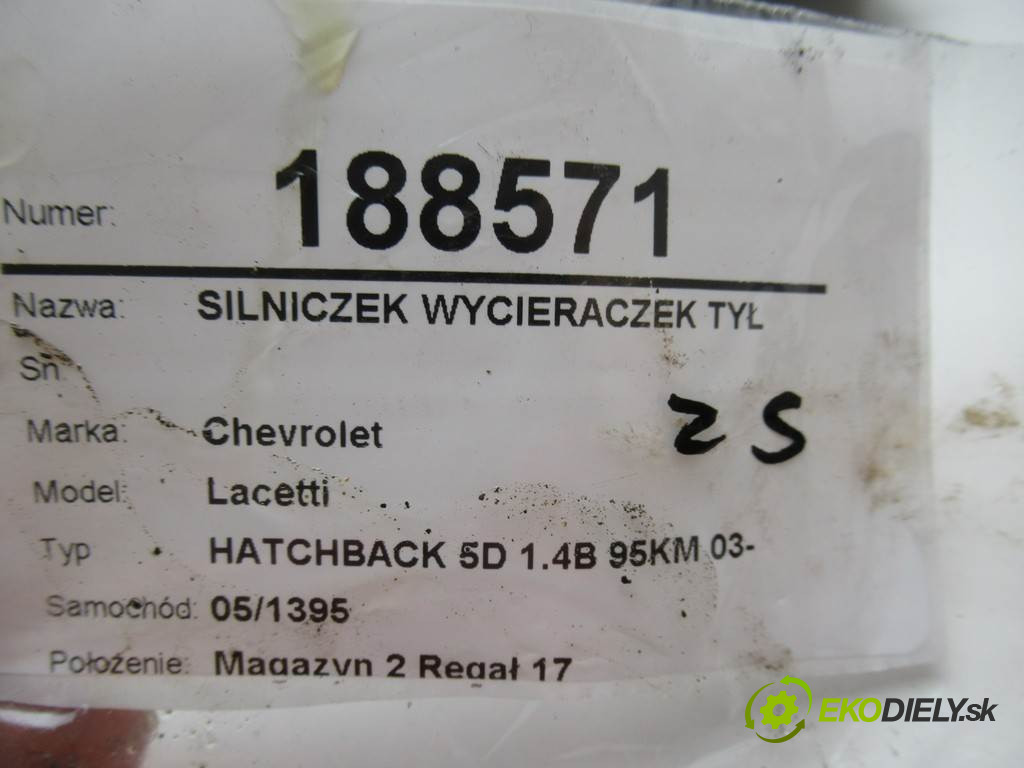 Numer: 188571
Nazwa: SILNICZEK WYCIERACZEK TYŁ
Sn:
Marka: Chevrolet
Model: Lacetti
Typ HATCHBACK 5D 1.4B 95KM 03-
Samochód: 05/1395
Położenie: Magazyn 2 Regał 17
ZS
EKODIELY.sk